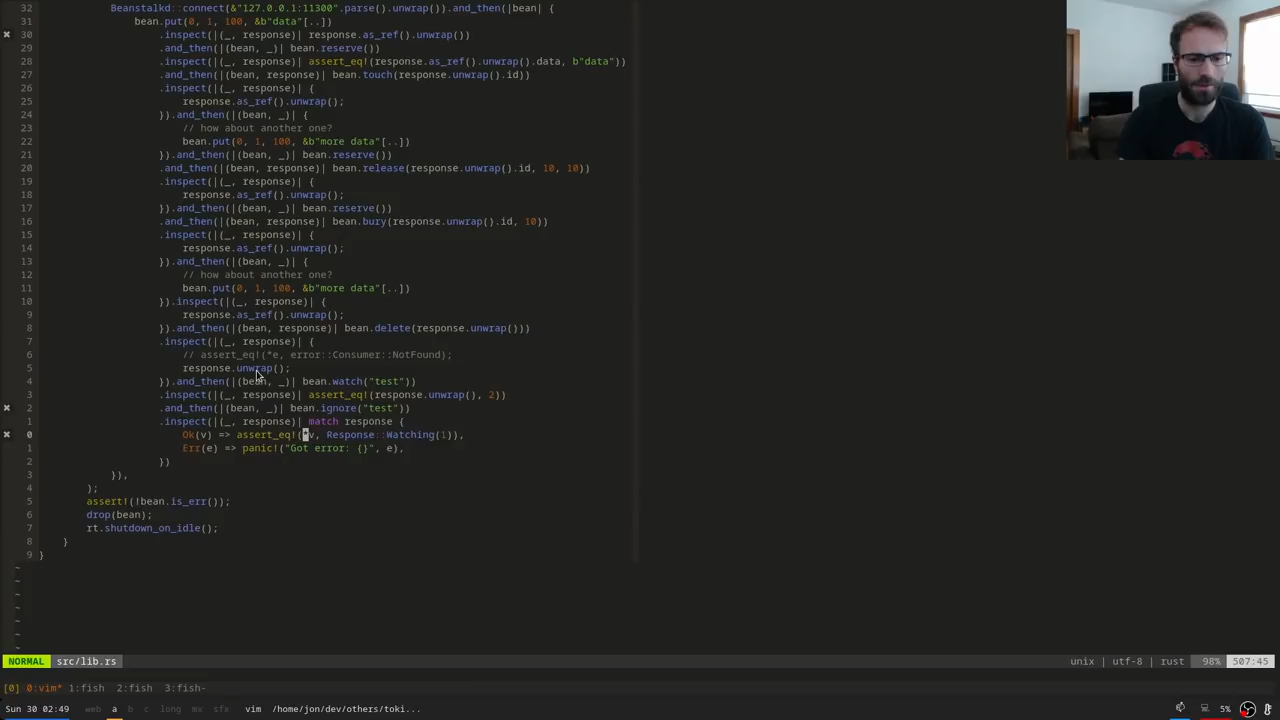 32 Beanstalkd::connect(&"127.0.0.1:11300".parse().unwrap()).and_then(|bean| {
31 bean.put(0, 1, 100, &b"data"[..])
30 .inspect(|(_, response)| response.as_ref().unwrap())
29 .and_then(|(bean, _)| bean.reserve())
28 .inspect(|(_, response)| assert_eq!(response.as_ref().unwrap().data, b"data"))
27 .and_then(|(bean, response)| bean.touch(response.unwrap().id))
26 .inspect(|(_, response)| {
25 response.as_ref().unwrap();
24 }).and_then(|(bean, _)| {
23 // how about another one?
22 bean.put(0, 1, 100, &b"more data"[..])
21 }).and_then(|(bean, _)| bean.reserve())
20 .and_then(|(bean, response)| bean.release(response.unwrap().id, 10, 10))
19 .inspect(|(_, response)| {
18 response.as_ref().unwrap();
17 }).and_then(|(bean, _)| bean.reserve())
16 .and_then(|(bean, response)| bean.bury(response.unwrap().id, 10))
15 .inspect(|(_, response)| {
14 response.as_ref().unwrap();
13 }).and_then(|(bean, _)| {
12 // how about another one?
11 bean.put(0, 1, 100, &b"more data"[..])
10 }).inspect(|(_, response)| {
9 response.as_ref().unwrap();
8 }).and_then(|(bean, response)| bean.delete(response.unwrap()))
7 .inspect(|(_, response)| {
6 // assert_eq!(*e, error::Consumer::NotFound);
5 response.unwrap();
4 }).and_then(|(bean, _)| bean.watch("test"))
3 .inspect(|(_, response)| assert_eq!(response.unwrap(), 2))
2 .and_then(|(bean, _)| bean.ignore("test"))
1 .inspect(|(_, response)| match response {
0 Ok(v) => assert_eq!(*v, Response::Watching(1)),
1 Err(e) => panic!("Got error: {}", e),
2 })
3 }),
4 );
5 assert!(!bean.is_err());
6 drop(bean);
7 rt.shutdown_on_idle();
8 }
9 }
~
~
~
~
~
~
~
NORMAL src/lib.rs unix | utf-8 | rust 98% 507:45
[0] 0:vim* 1:fish 2:fish 3:fish-
Sun 30 02:49 web a b c long mx sfx vim /home/jon/dev/others/toki... 5%